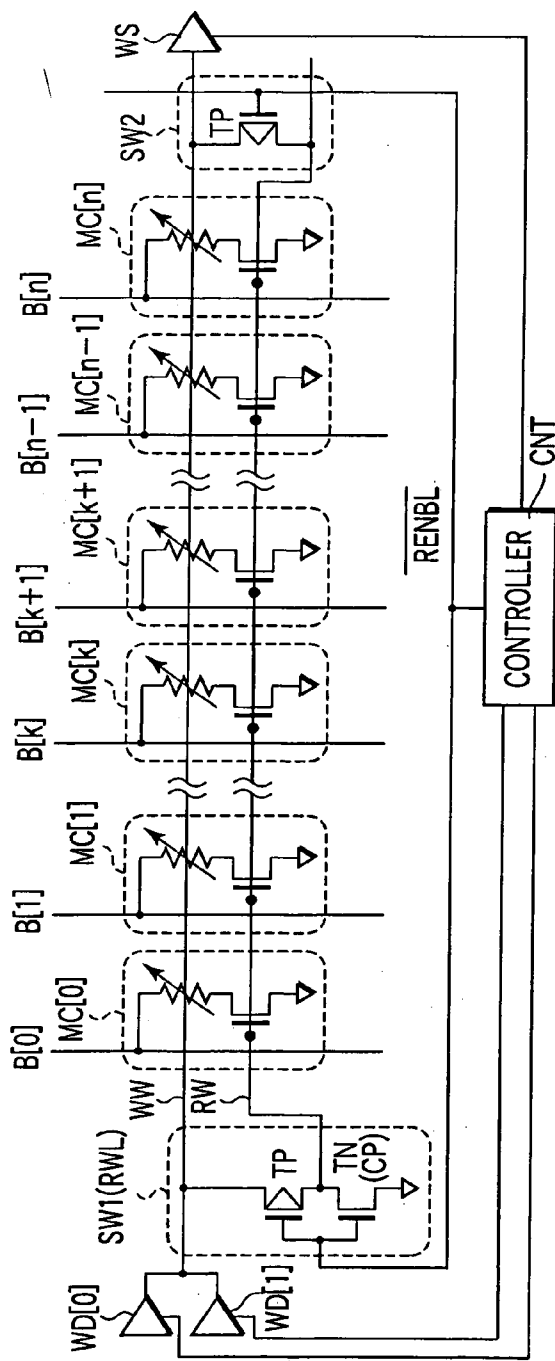 B[0]
B[1]
B[k]
B[k+1]
B[n-1]
B[n]
MC[0]
MC[1]
MC[k]
MC[k+1]
MC[n-1]
MC[n]
SW2
TP
WS
WW
RW
SW1(RWL)
TP
TN
(CP)
WD[0]
WD[1]
RENBL
CONTROLLER
CNT